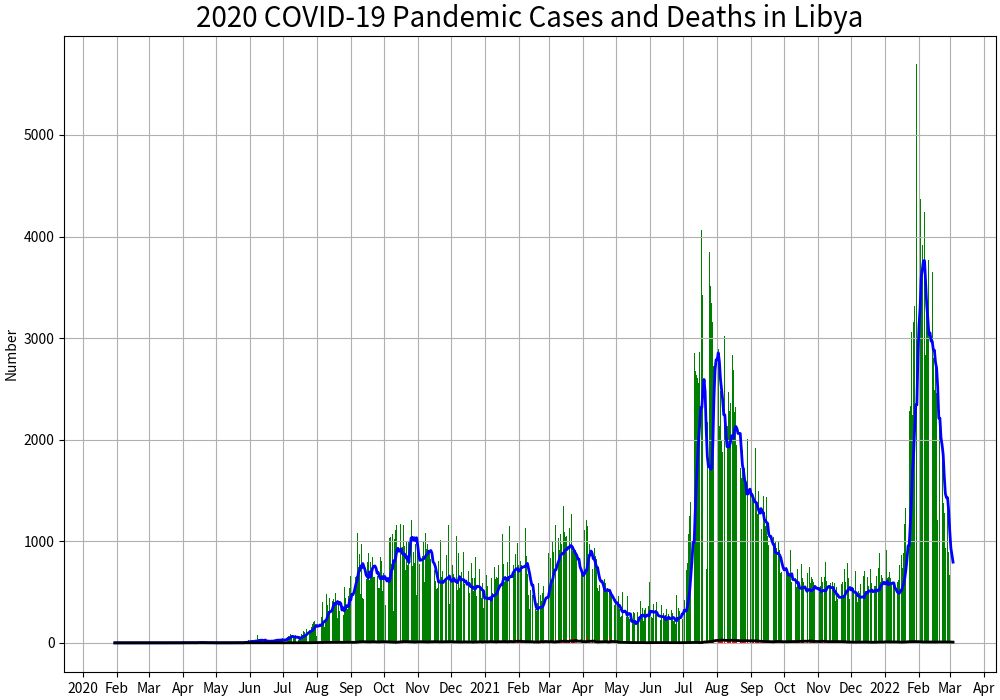 2020 COVID-19 Pandemic Cases and Deaths in Libya
Number
5000
4000
3000
2000
1000
0
2020 Feb Mar Apr May Jun Jul Aug Sep Oct Nov Dec 2021 Feb Mar Apr May Jun Jul Aug Sep Oct Nov Dec 2022 Feb Mar Apr